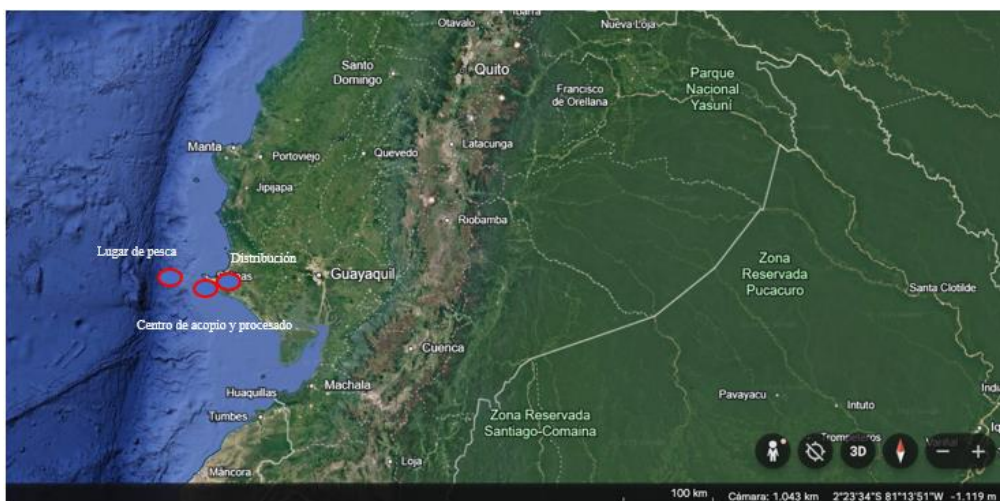 Otavalo
Ibarra
Nueva Loja
Quito
Santo
Domingo
Francisco
de Orellana
Parque
Nacional
Yasuní
Manta
Portoviejo
Quevedo
Latacunga
Jipijapa
Riobamba
Lugar de pesca
Distribución
Guayaquil
Zona
Reservada
Pucacuro
Santa Clotilde
Centro de acopio y procesado
Cuenca
Huaquillas
Machala
Tumbes
Pavayacu
Intuto
Zona Reservada
Santiago-Comaina
Trompeteros
Loja
Máncora
3D
100 km
Cámara: 1.043 km 2°23'34"S 81°13'51"W -1.119 m